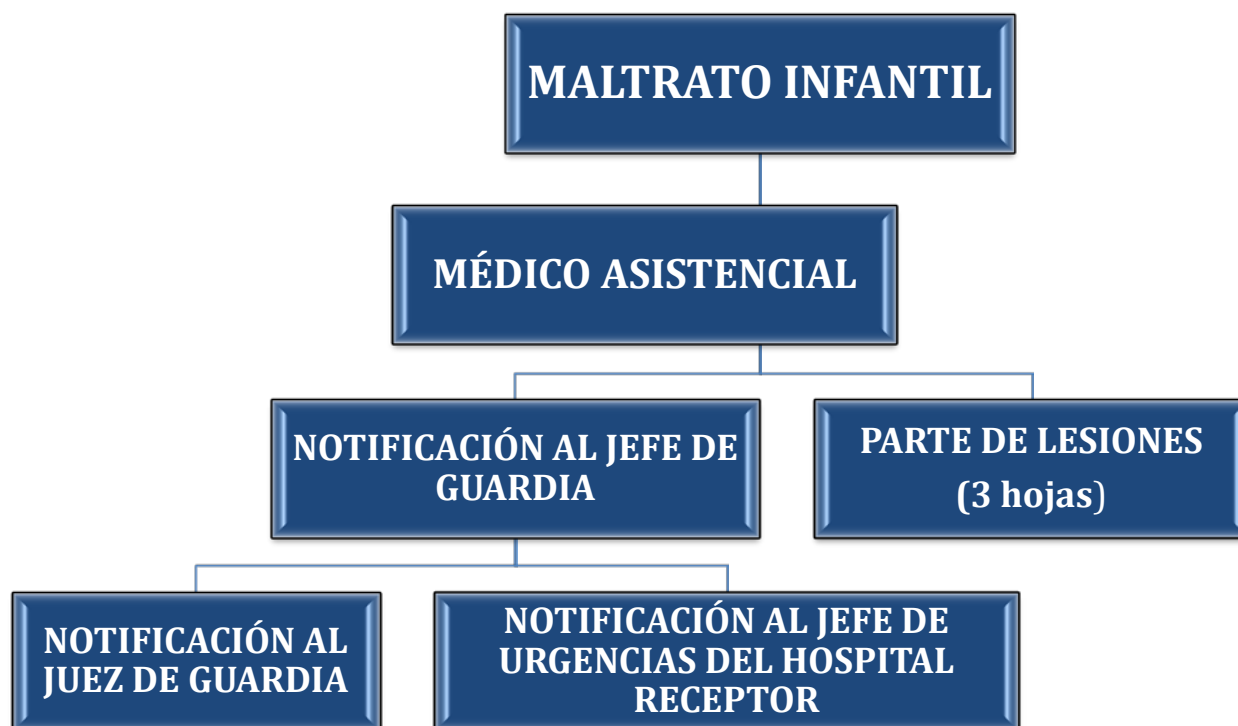 MALTRATO INFANTIL
MÉDICO ASISTENCIAL
NOTIFICACIÓN AL JEFE DE
GUARDIA
PARTE DE LESIONES
(3 hojas)
NOTIFICACIÓN AL
JUEZ DE GUARDIA
NOTIFICACIÓN AL JEFE DE
URGENCIAS DEL HOSPITAL
RECEPTOR